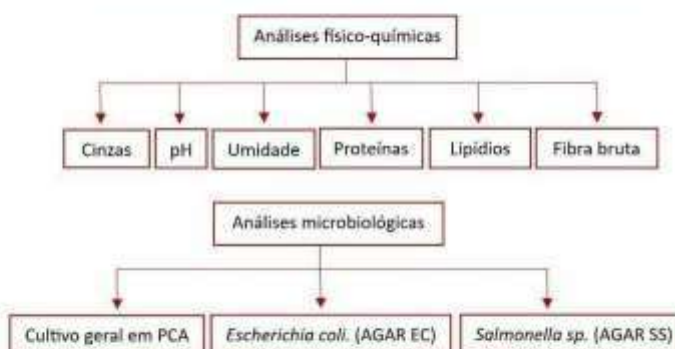 Análises físico-químicas
Cinzas pH Umidade Proteínas Lipídios Fibra bruta
Análises microbiológicas
Cultivo geral em PCA Escherichia coli. (AGAR EC) Salmonella sp. (AGAR SS)